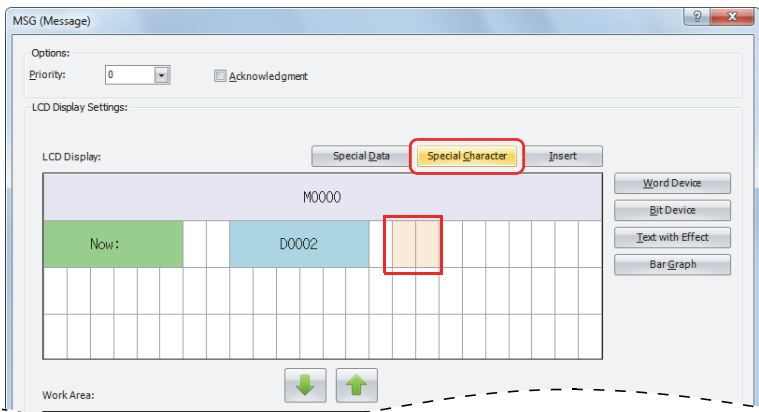 MSG (Message)
Options:
Priority: 0 Acknowledgment
LCD Display Settings:
LCD Display: Special Data Special Character Insert
M0000 Word Device
Bit Device
Now: D0002 Text with Effect
Bar Graph
Work Area: